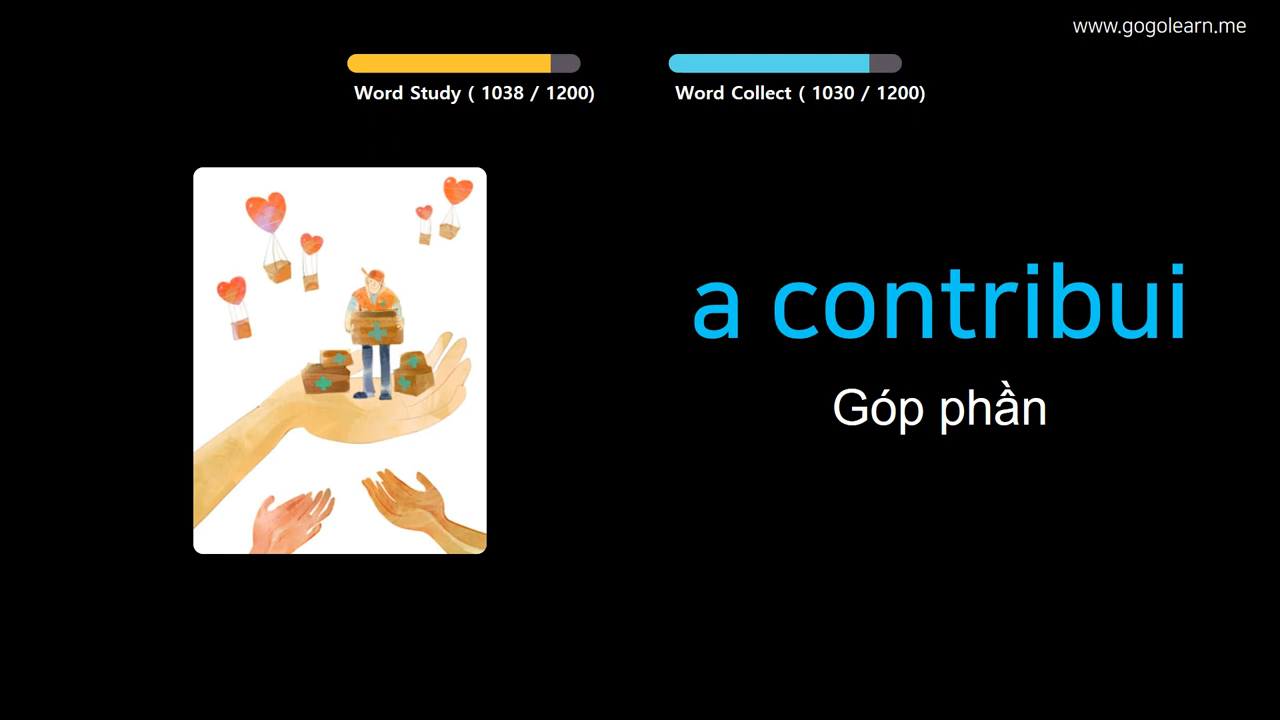 www.gogolearn.me
Word Study ( 1038 / 1200)
Word Collect ( 1030 / 1200)
a contribui
Góp phần